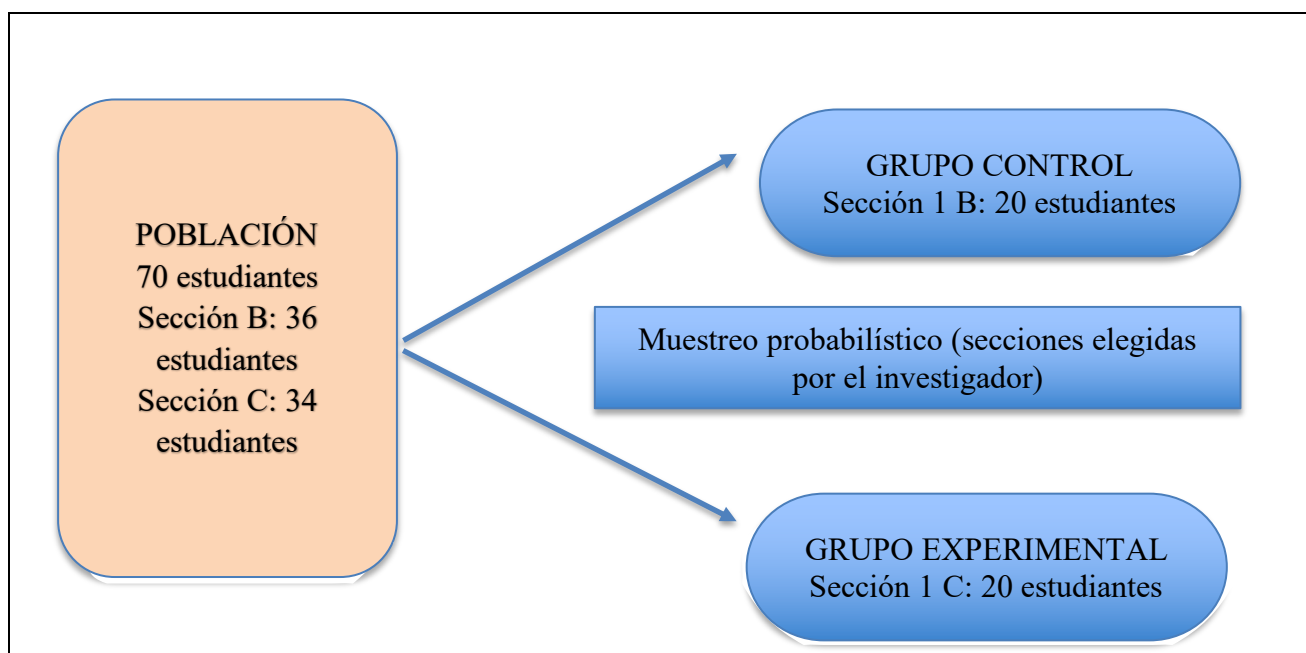 POBLACIÓN
70 estudiantes
Sección B: 36
estudiantes
Sección C: 34
estudiantes
GRUPO CONTROL
Sección 1 B: 20 estudiantes
Muestreo probabilístico (secciones elegidas
por el investigador)
GRUPO EXPERIMENTAL
Sección 1 C: 20 estudiantes